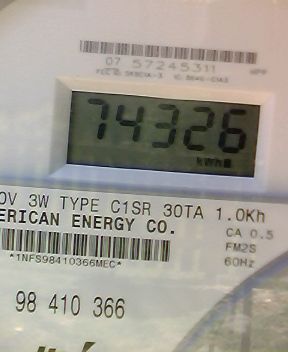 07 57245311
74326
kWh
0V 3W TYPE C1SR 30TA 1.0Kh
ERICAN ENERGY CO.
CA 0.5
FM2S
60Hz
*1NFS98410366MEC*
98 410 366